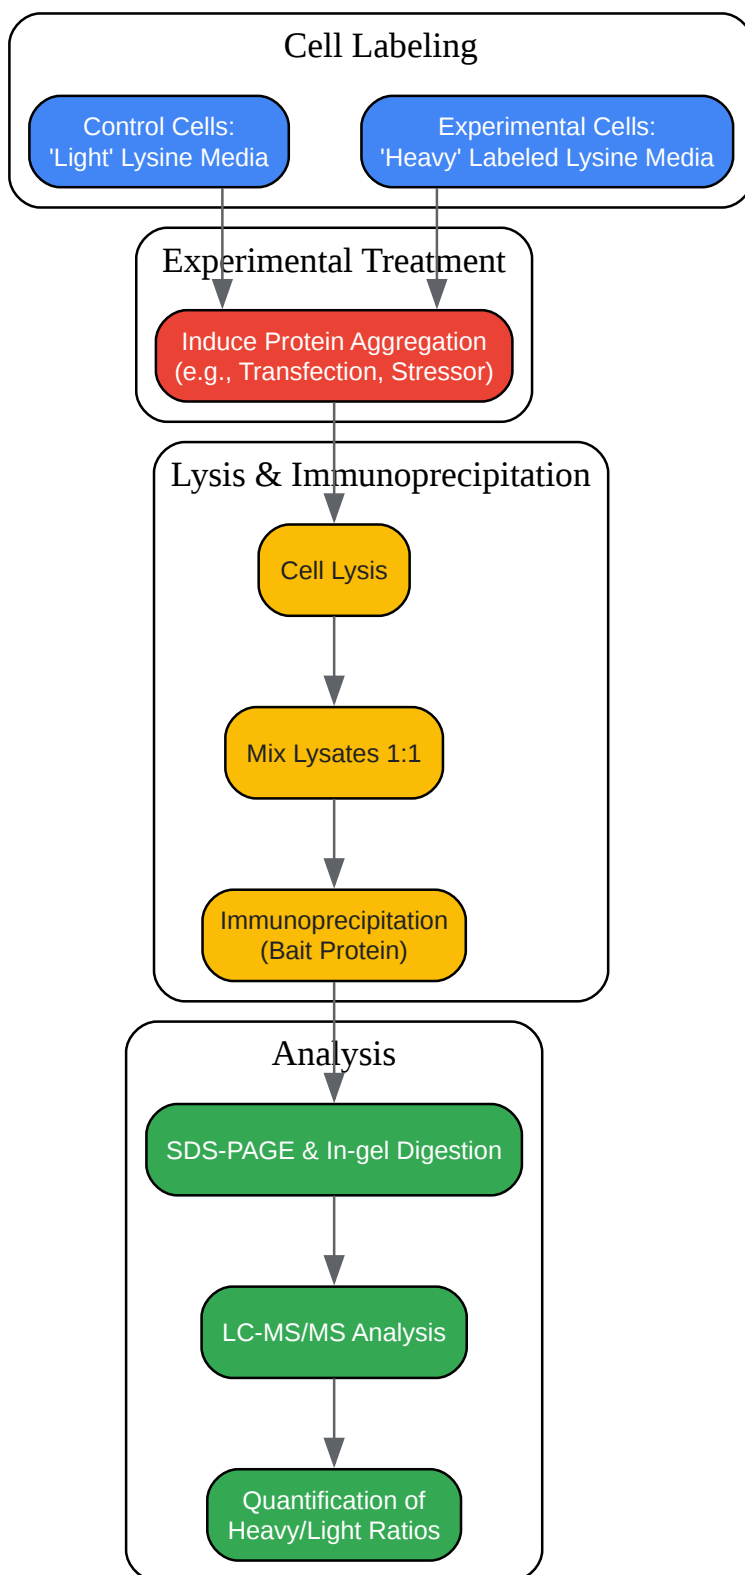 Cell Labeling
Control Cells:
'Light' Lysine Media
Experimental Cells:
'Heavy' Labeled Lysine Media
Experimental Treatment
Induce Protein Aggregation
(e.g., Transfection, Stressor)
Lysis & Immunoprecipitation
Cell Lysis
Mix Lysates 1:1
Immunoprecipitation
(Bait Protein)
Analysis
SDS-PAGE & In-gel Digestion
LC-MS/MS Analysis
Quantification of
Heavy/Light Ratios